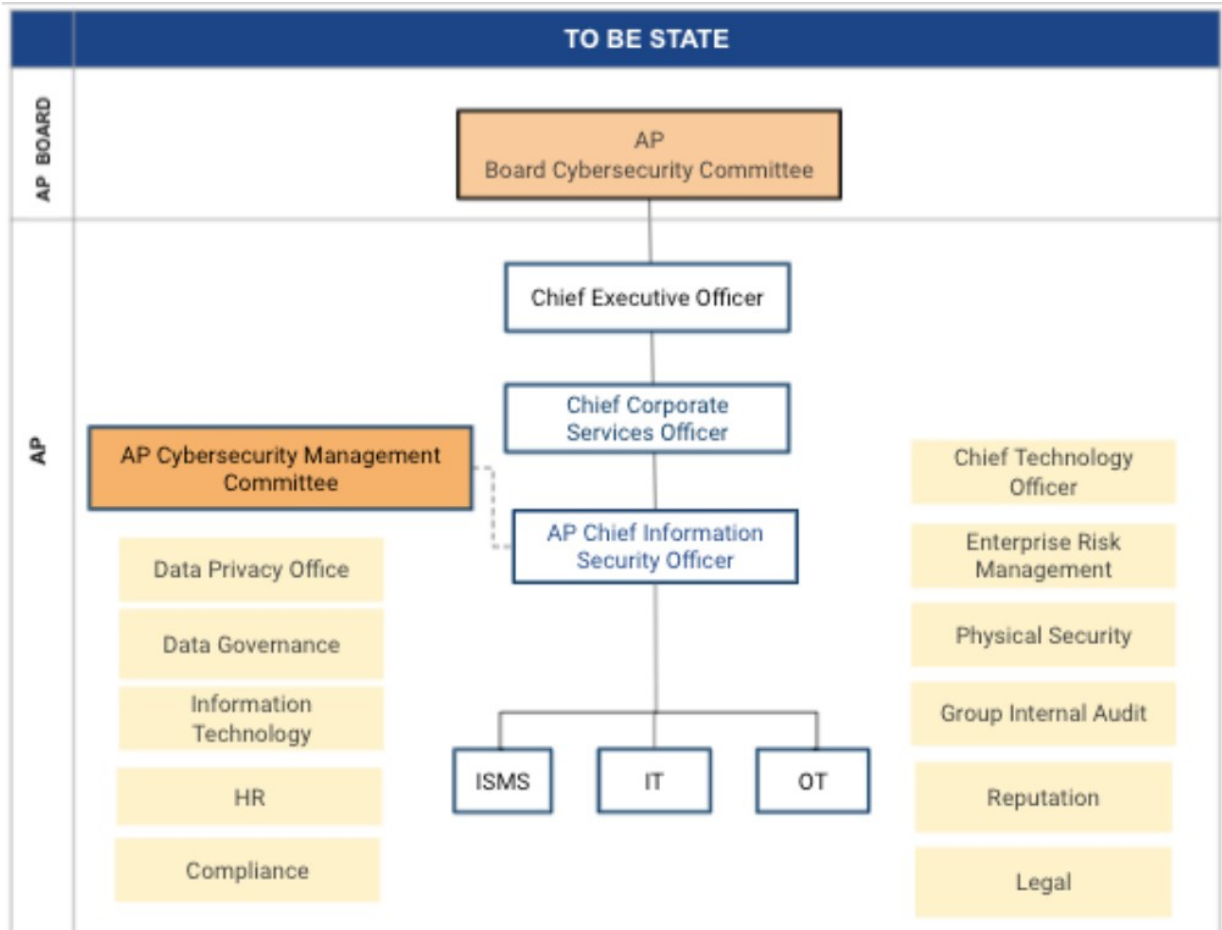 TO BE STATE
AP BOARD
AP
Board Cybersecurity Committee
AP
Chief Executive Officer
Chief Corporate
Services Officer
AP Cybersecurity Management
Committee
AP Chief Information
Security Officer
Data Privacy Office
Data Governance
Information
Technology
HR
Compliance
Chief Technology
Officer
Enterprise Risk
Management
Physical Security
Group Internal Audit
Reputation
Legal
ISMS
IT
OT